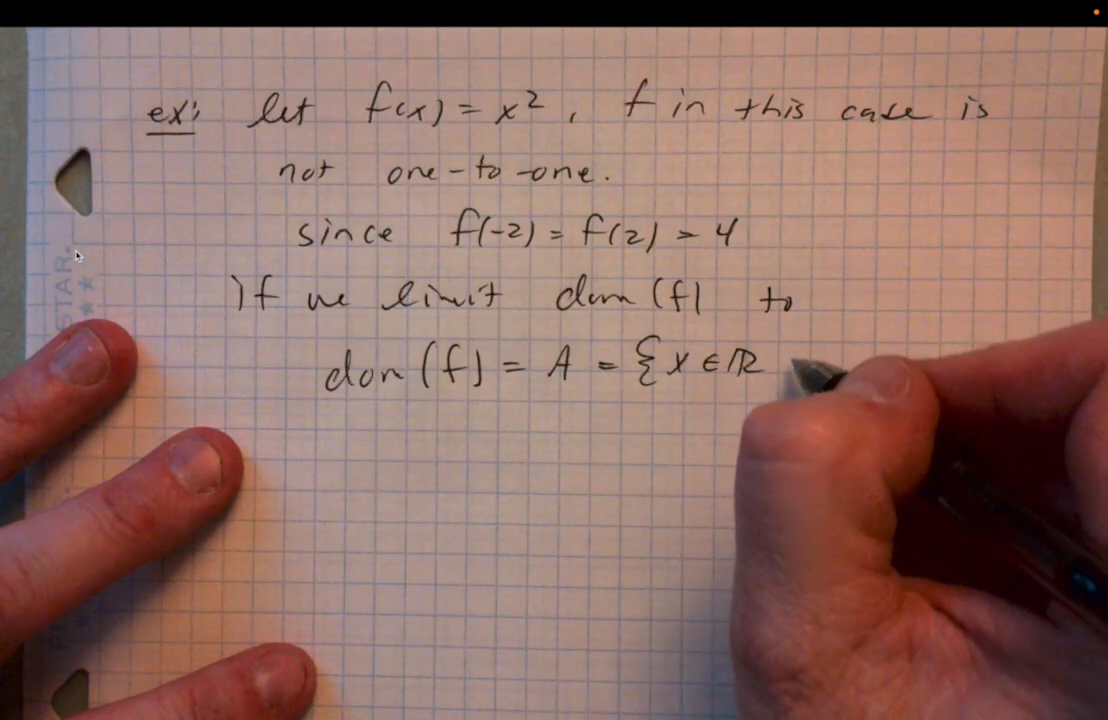 ex: let f(x) = x², f in this case is
not one-to-one.
since f(-2) = f(2) = 4
If we limit dom(f) to
dom(f) = A = {x ∈ ℝ
STAR.